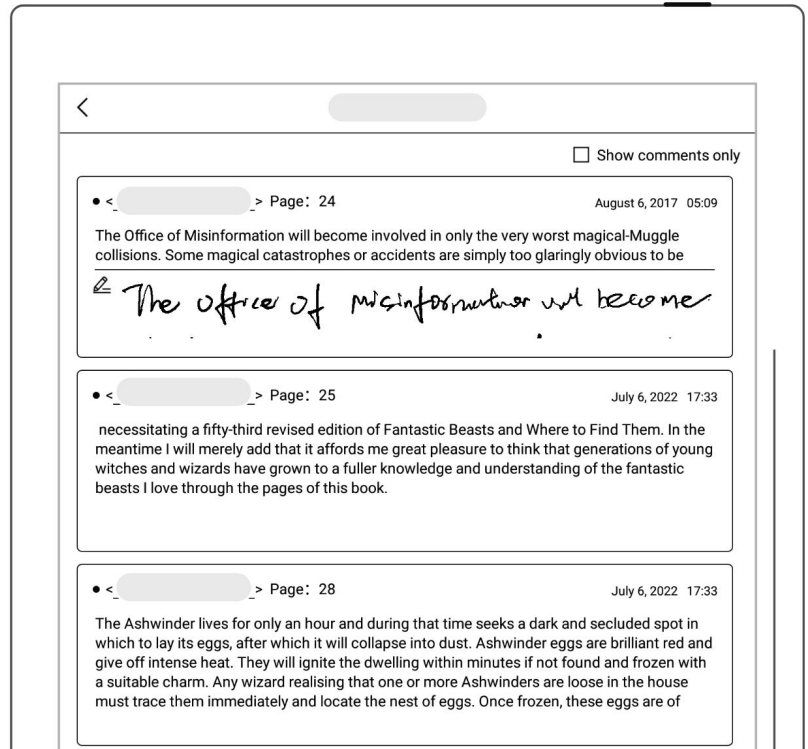 Show comments only
• <_ _> Page: 24 August 6, 2017 05:09
The Office of Misinformation will become involved in only the very worst magical-Muggle
collisions. Some magical catastrophes or accidents are simply too glaringly obvious to be
The office of misinformation will become
• <_ _> Page: 25 July 6, 2022 17:33
necessitating a fifty-third revised edition of Fantastic Beasts and Where to Find Them. In the
meantime I will merely add that it affords me great pleasure to think that generations of young
witches and wizards have grown to a fuller knowledge and understanding of the fantastic
beasts I love through the pages of this book.
• <_ _> Page: 28 July 6, 2022 17:33
The Ashwinder lives for only an hour and during that time seeks a dark and secluded spot in
which to lay its eggs, after which it will collapse into dust. Ashwinder eggs are brilliant red and
give off intense heat. They will ignite the dwelling within minutes if not found and frozen with
a suitable charm. Any wizard realising that one or more Ashwinders are loose in the house
must trace them immediately and locate the nest of eggs. Once frozen, these eggs are of